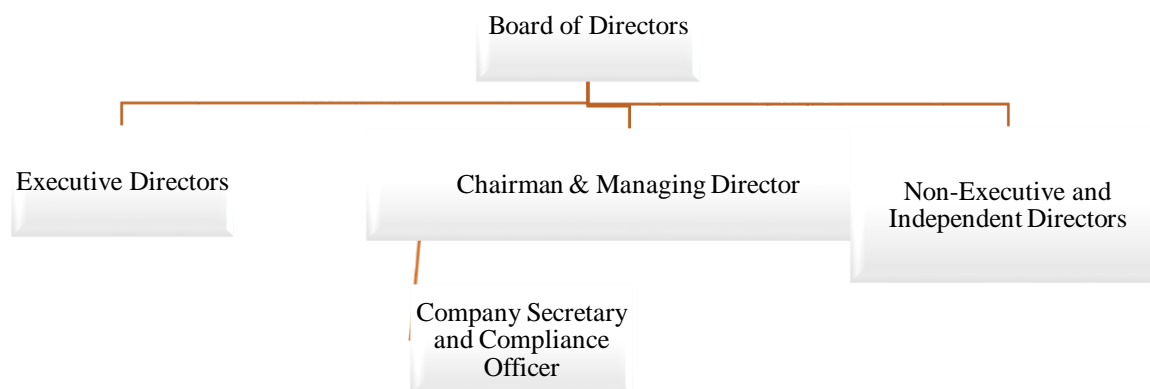 Board of Directors
Executive Directors
Chairman & Managing Director
Non-Executive and
Independent Directors
Company Secretary
and Compliance
Officer